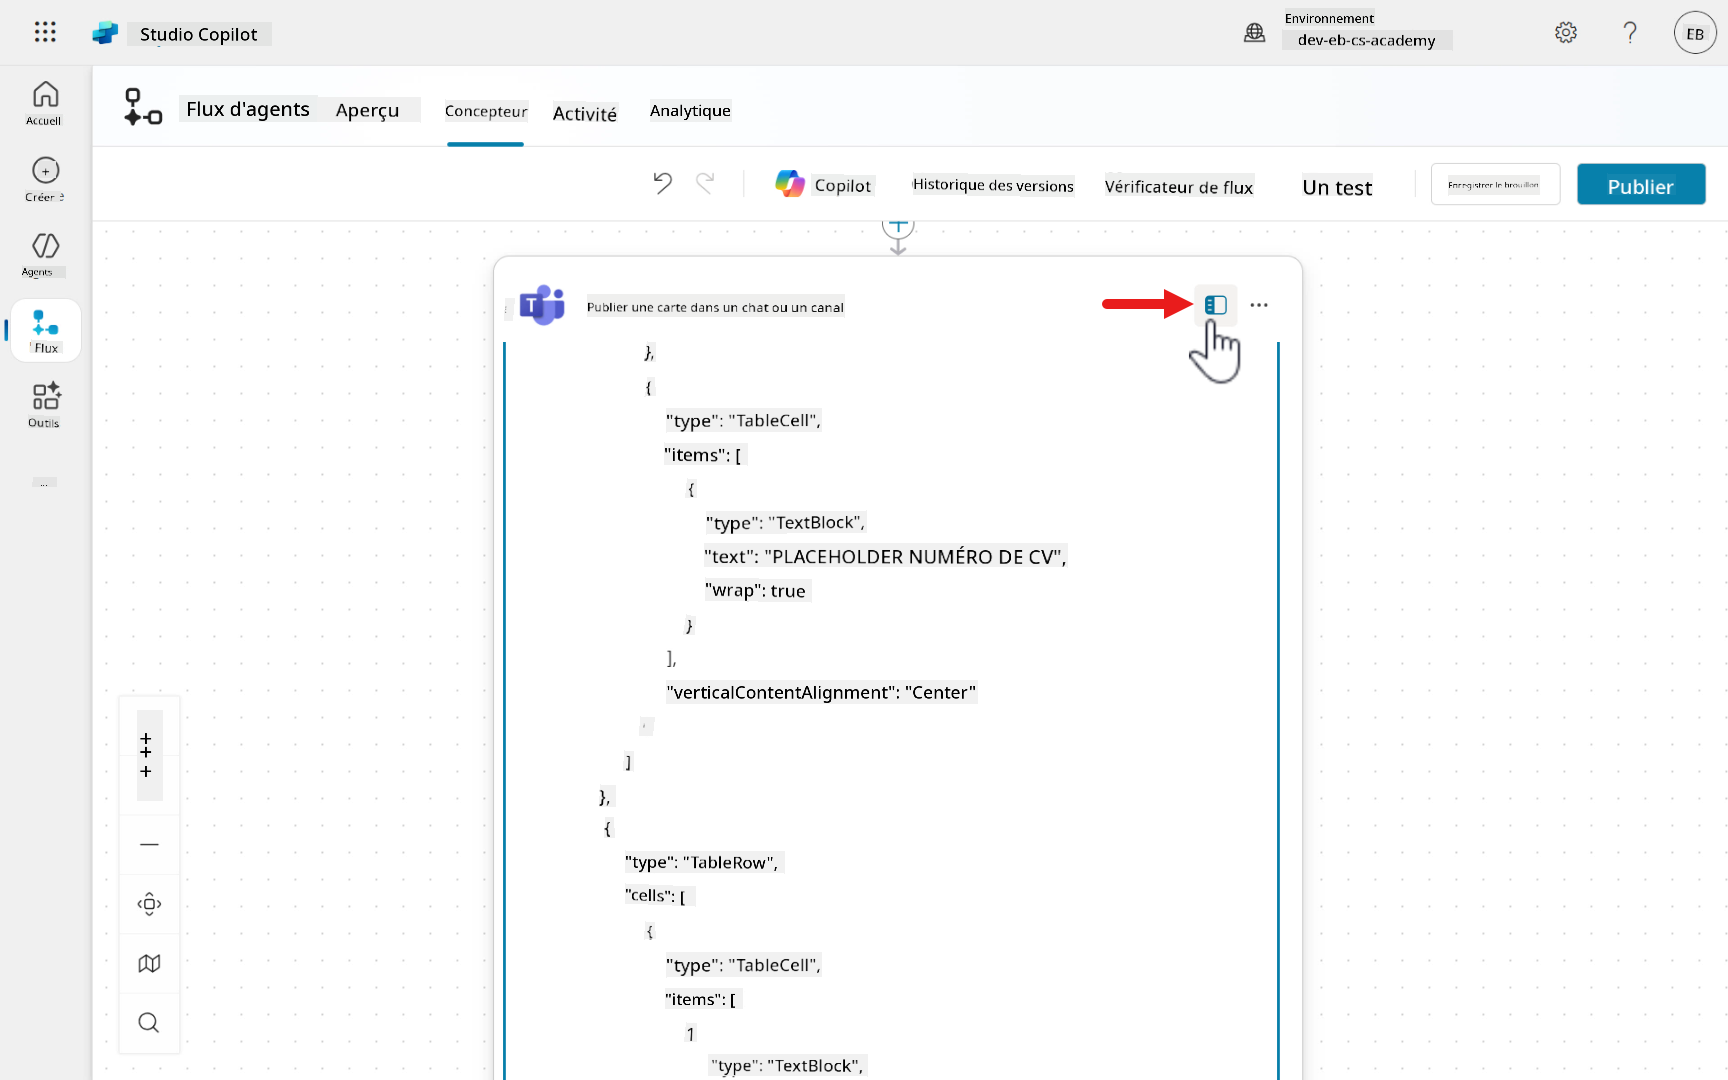 Studio Copilot
Environnement
dev-eb-cs-academy
EB
Accueil
Créer
Agents
Flux
Outils
...
Flux d'agents
Aperçu
Concepteur
Activité
Analytique
Copilot
Historique des versions
Vérificateur de flux
Un test
Enregistrer le brouillon
Publier
Publier une carte dans un chat ou un canal
},
{
"type": "TableCell",
"items": [
{
"type": "TextBlock",
"text": "PLACEHOLDER NUMÉRO DE CV",
"wrap": true
}
],
"verticalContentAlignment": "Center"
]
},
{
"type": "TableRow",
"cells": [
{
"type": "TableCell",
"items": [
1
"type": "TextBlock",